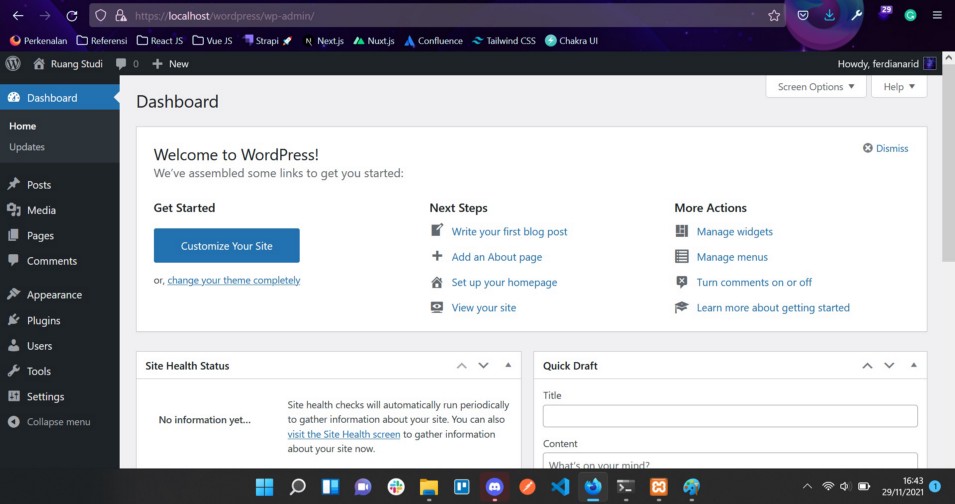 https://localhost/wordpress/wp-admin/
29
Perkenalan Referensi React JS Vue JS Strapi 🚀 Next.js Nuxt.js Confluence Tailwind CSS Chakra UI
Ruang Studi 0 + New Howdy, ferdianarid
Dashboard
Home
Updates
Posts
Media
Pages
Comments
Appearance
Plugins
Users
Tools
Settings
Collapse menu
Screen Options ▼ Help ▼
Dashboard
Welcome to WordPress! Dismiss
We've assembled some links to get you started:
Get Started
Customize Your Site
or, change your theme completely
Next Steps
Write your first blog post
Add an About page
Set up your homepage
View your site
More Actions
Manage widgets
Manage menus
Turn comments on or off
Learn more about getting started
Site Health Status
No information yet...
Site health checks will automatically run periodically
to gather information about your site. You can also
visit the Site Health screen to gather information
about your site now.
Quick Draft
Title
Content
What's on your mind?
16:43
29/11/2021
1